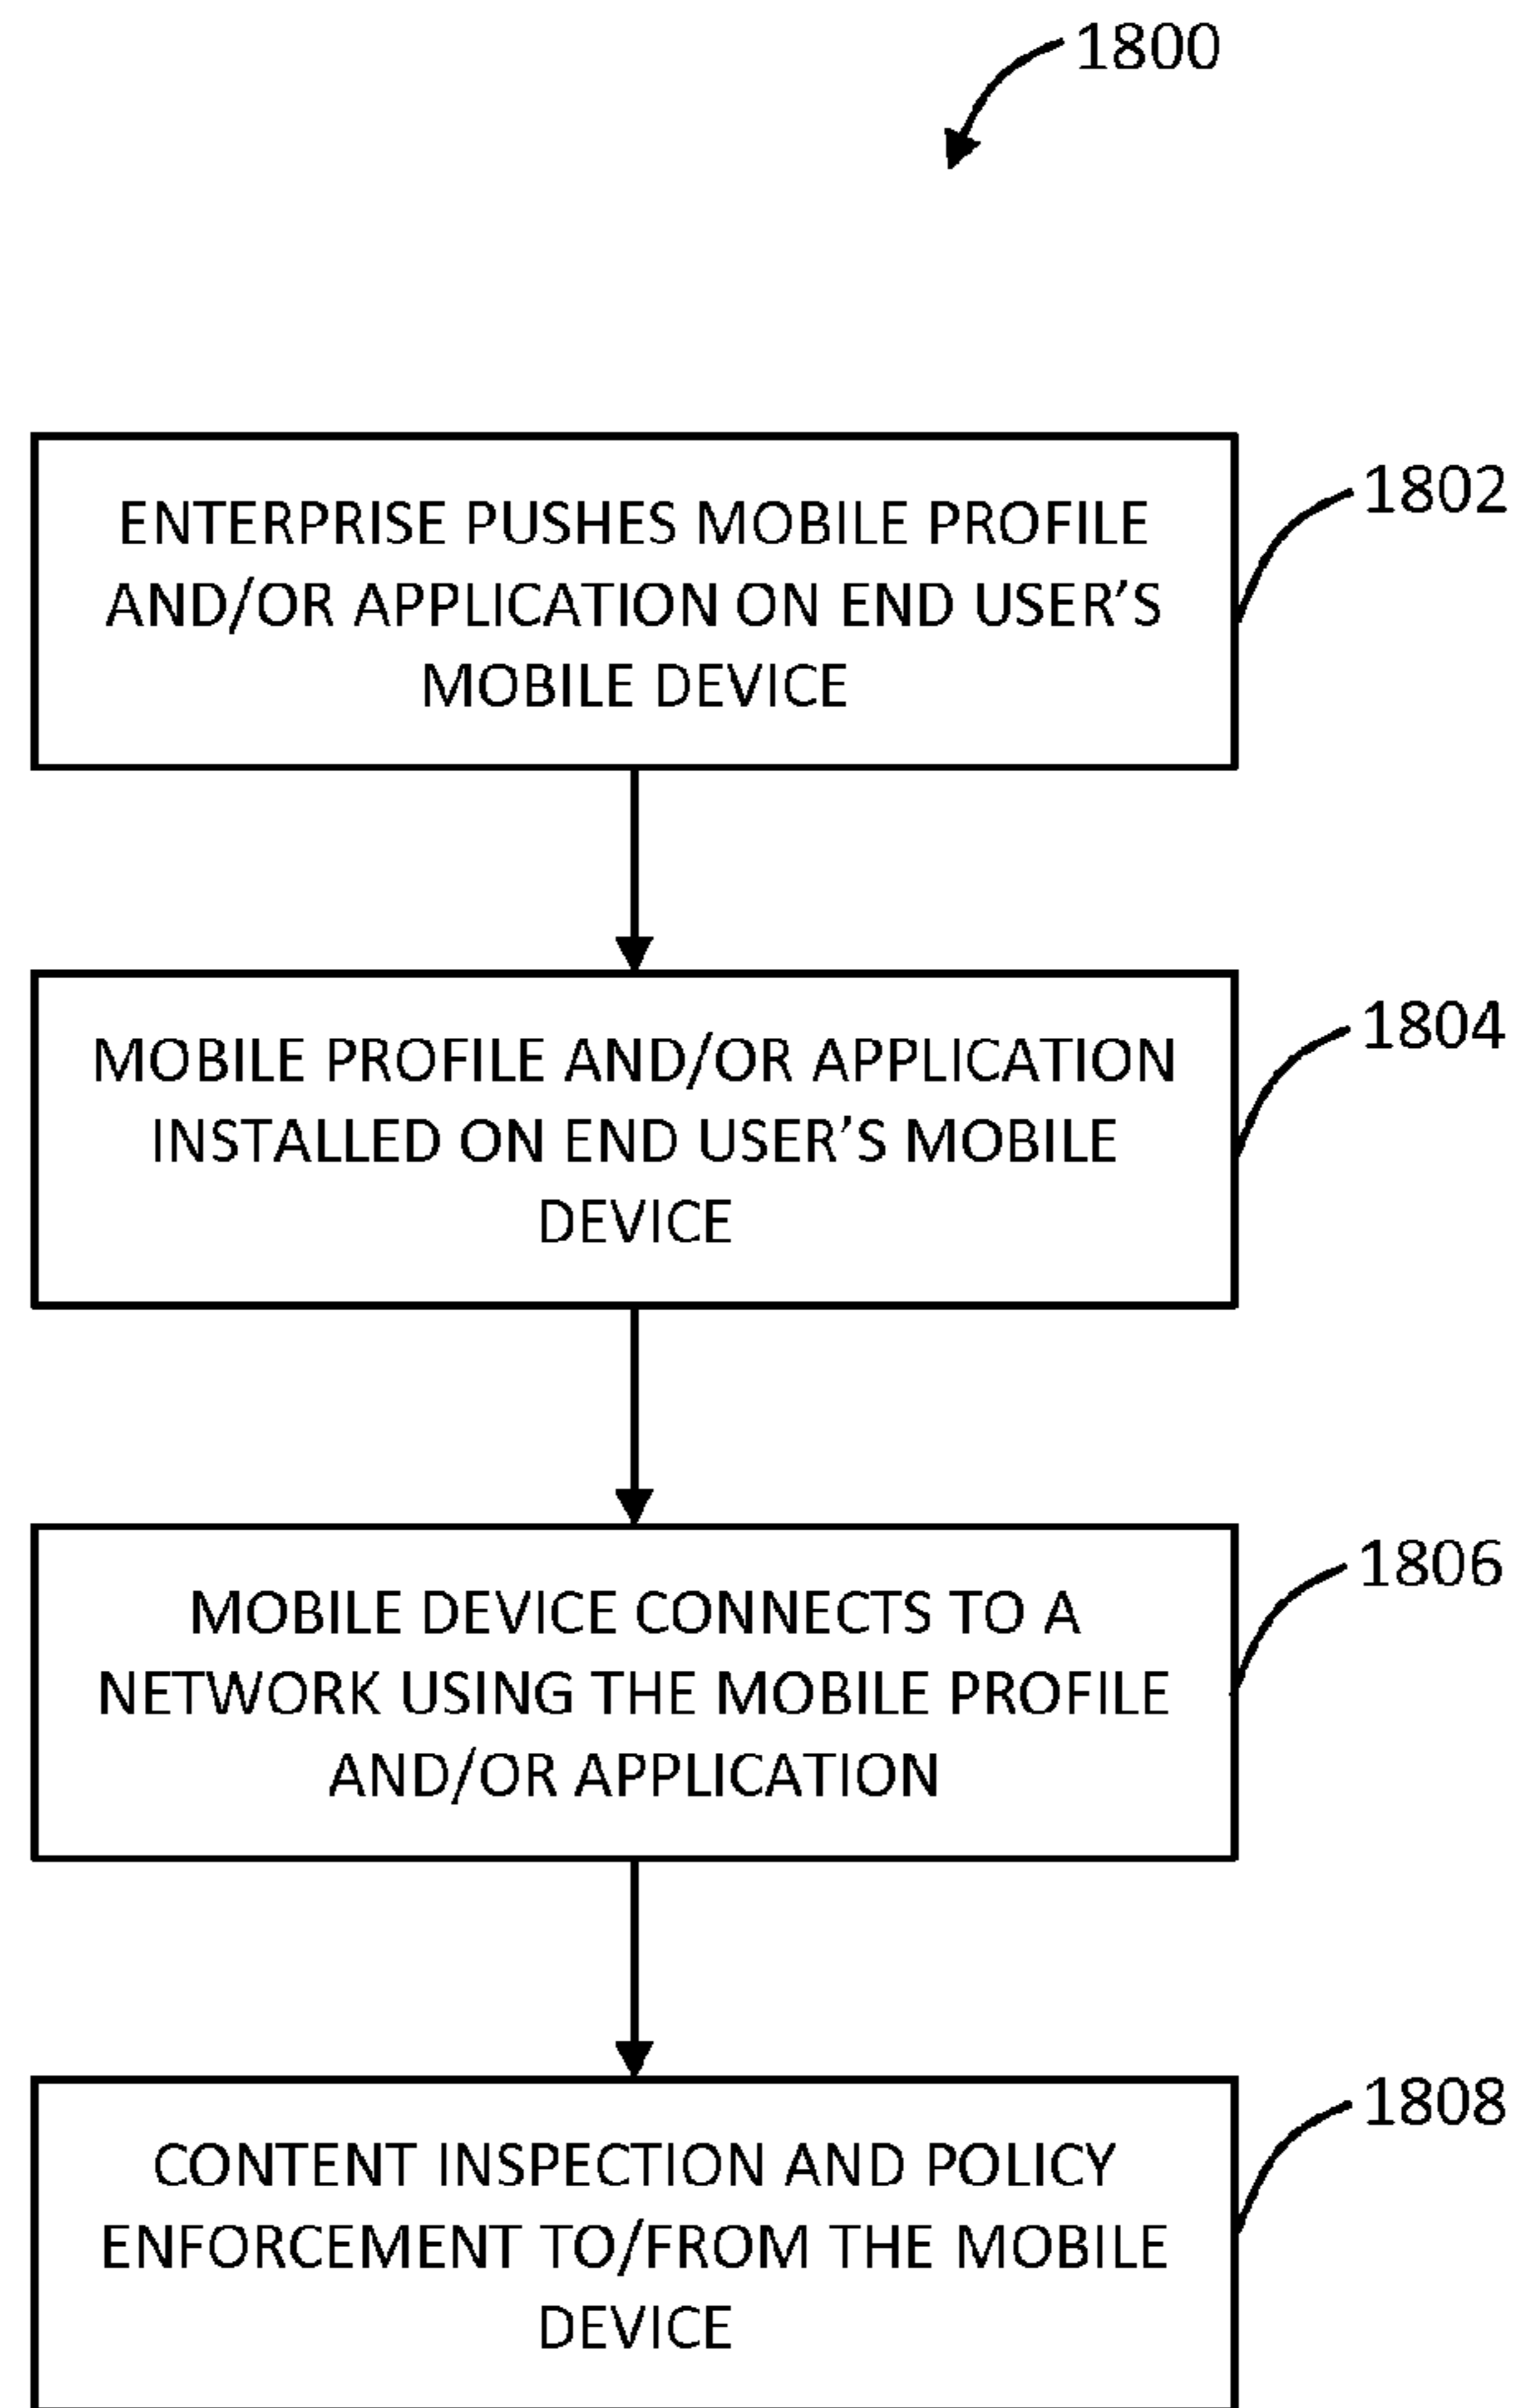 1800
ENTERPRISE PUSHES MOBILE PROFILE
AND/OR APPLICATION ON END USER’S
MOBILE DEVICE
1802
MOBILE PROFILE AND/OR APPLICATION
INSTALLED ON END USER’S MOBILE
DEVICE
1804
MOBILE DEVICE CONNECTS TO A
NETWORK USING THE MOBILE PROFILE
AND/OR APPLICATION
1806
CONTENT INSPECTION AND POLICY
ENFORCEMENT TO/FROM THE MOBILE
DEVICE
1808